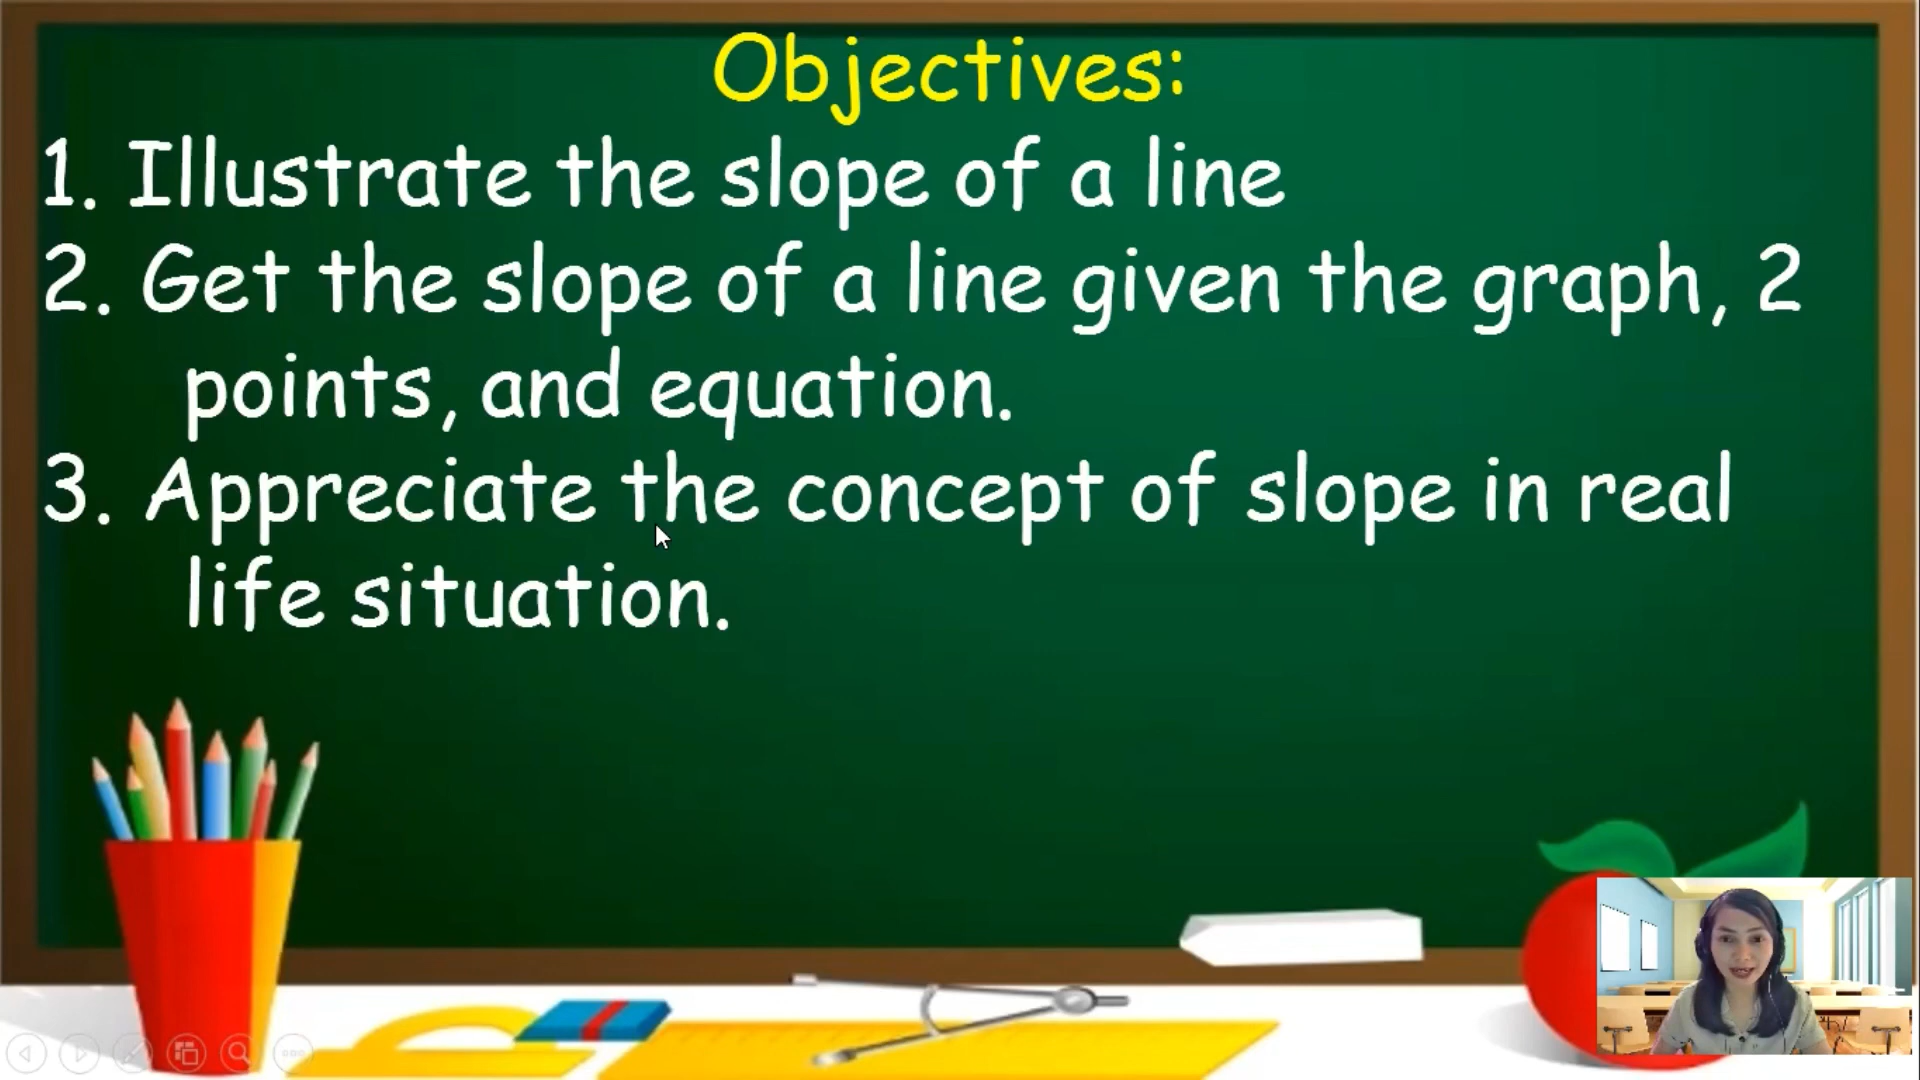 Objectives:
1. Illustrate the slope of a line
2. Get the slope of a line given the graph, 2
points, and equation.
3. Appreciate the concept of slope in real
life situation.